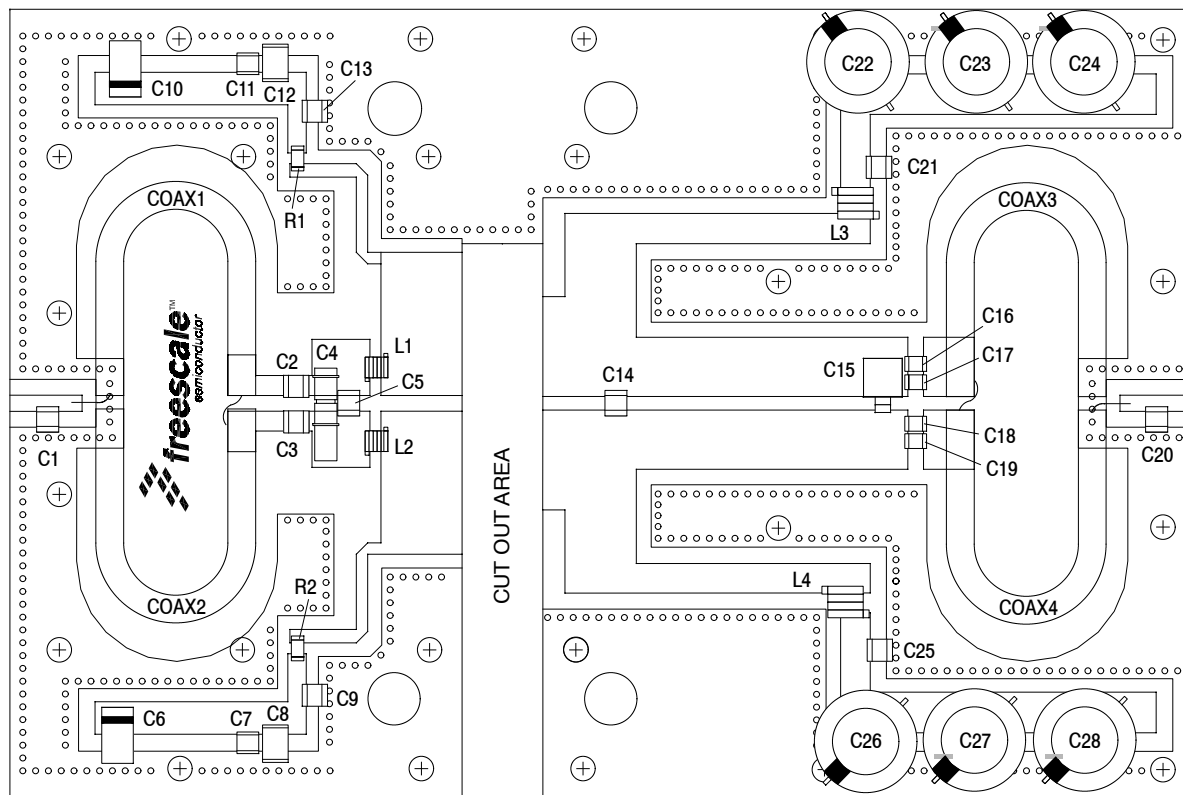 C22
C23
C24
C10
C11
C12
C13
C21
COAX1
R1
COAX3
L3
freescale™
semiconductor
C2
C4
L1
C5
C16
C17
C15
C14
C1
C3
L2
C18
C19
C20
CUT OUT AREA
R2
L4
COAX2
COAX4
C25
C6
C7
C8
C9
C26
C27
C28